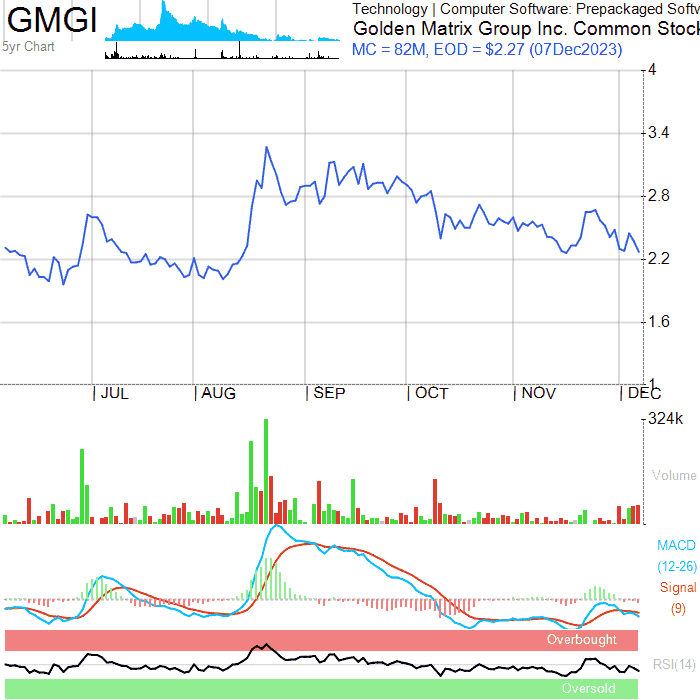 GMGI
5yr Chart
Technology | Computer Software: Prepackaged Softw
Golden Matrix Group Inc. Common Stock
MC = 82M, EOD = $2.27 (07Dec2023)
4
3.4
2.8
2.2
1.6
1
JUL AUG SEP OCT NOV DEC
324k
Volume
MACD
(12-26)
Signal
(9)
Overbought
RSI(14)
Oversold